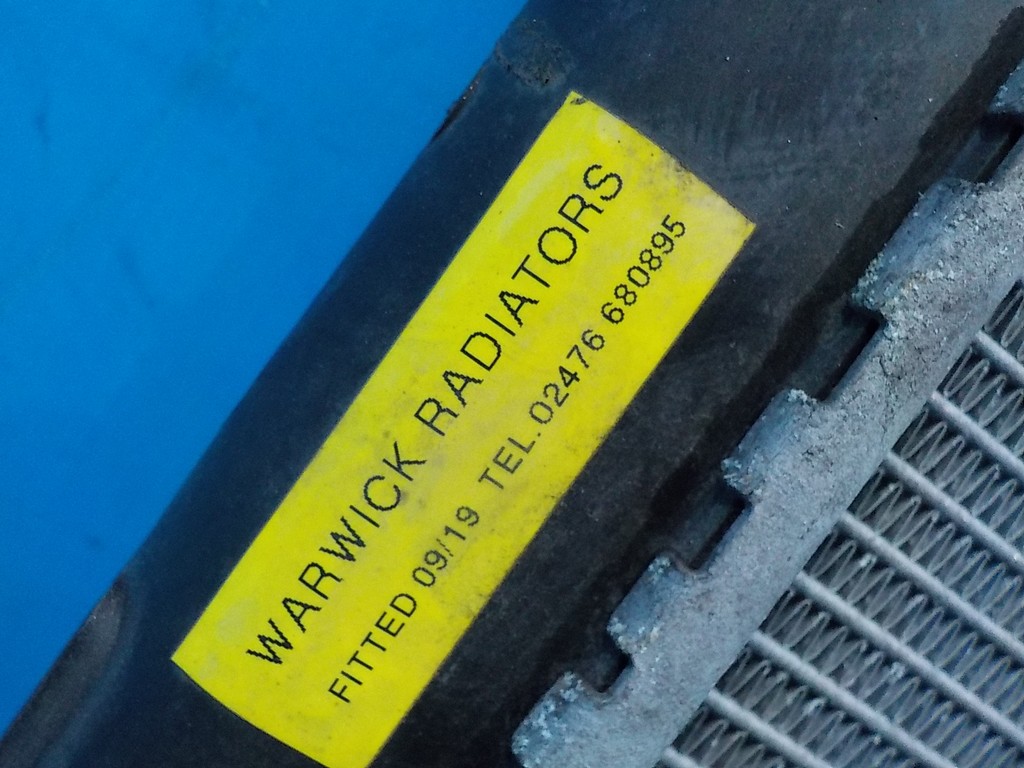 WARWICK RADIATORS
FITTED 09/19 TEL.02476 680895